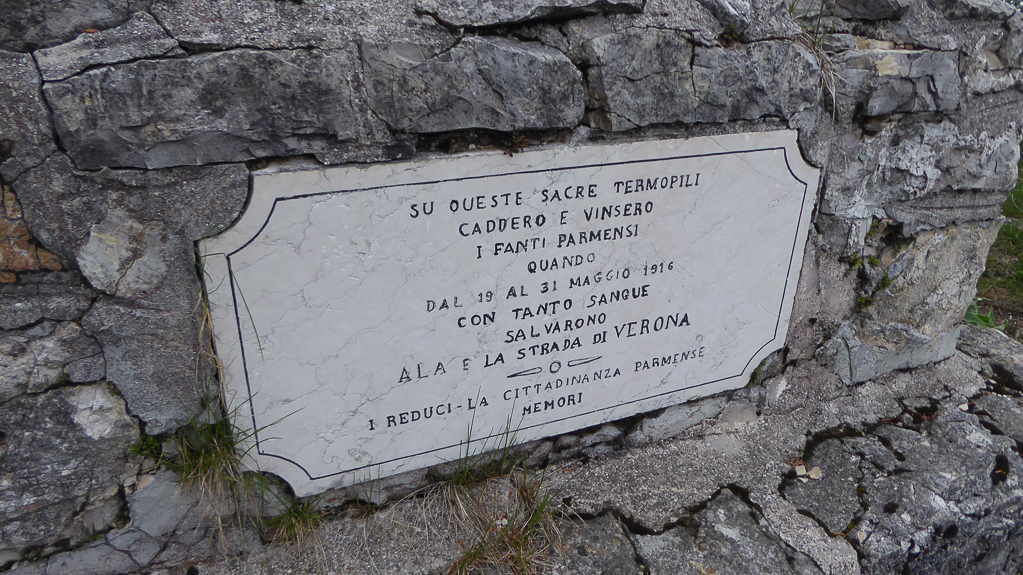 SU QUESTE SACRE TERMOPILI
CADDERO E VINSERO
I FANTI PARMENSI
QUANDO
DAL 19 AL 31 MAGGIO 1916
CON TANTO SANGUE
SALVARONO
ALA E LA STRADA DI VERONA
I REDUCI-LA CITTADINANZA PARMENSE
MEMORI